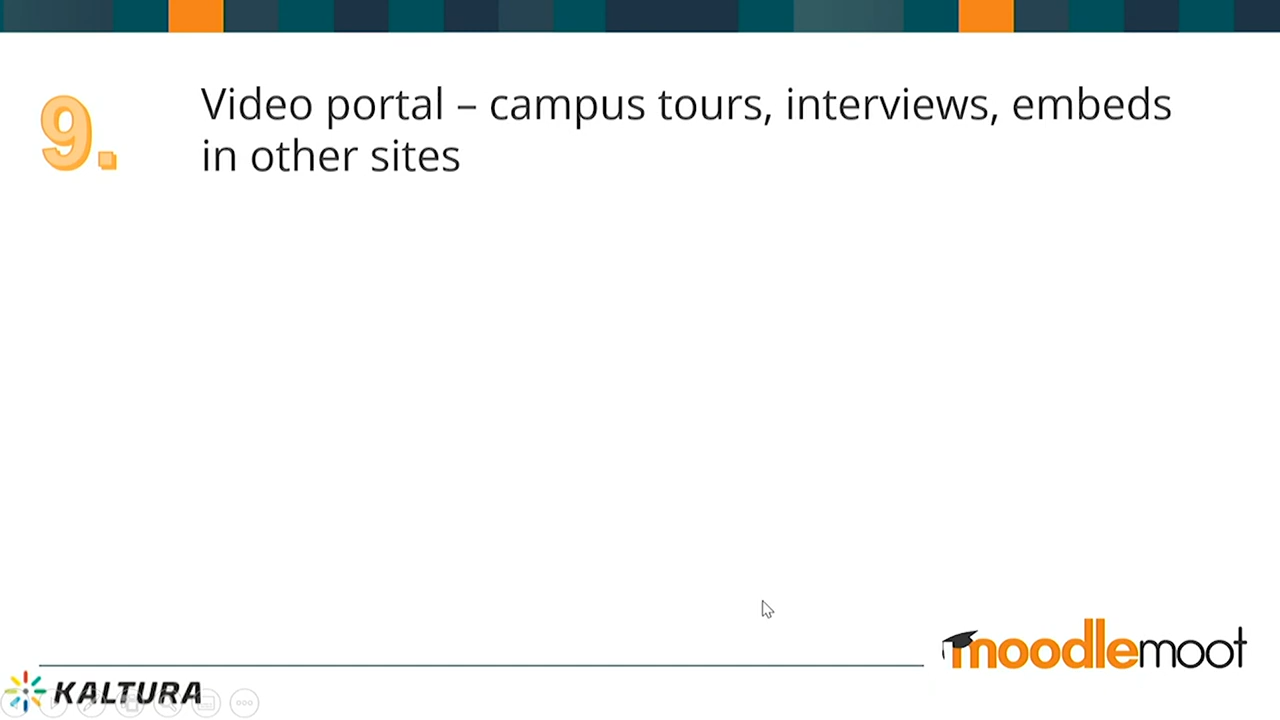 9.
Video portal – campus tours, interviews, embeds
in other sites
KALTURA
moodlemoot